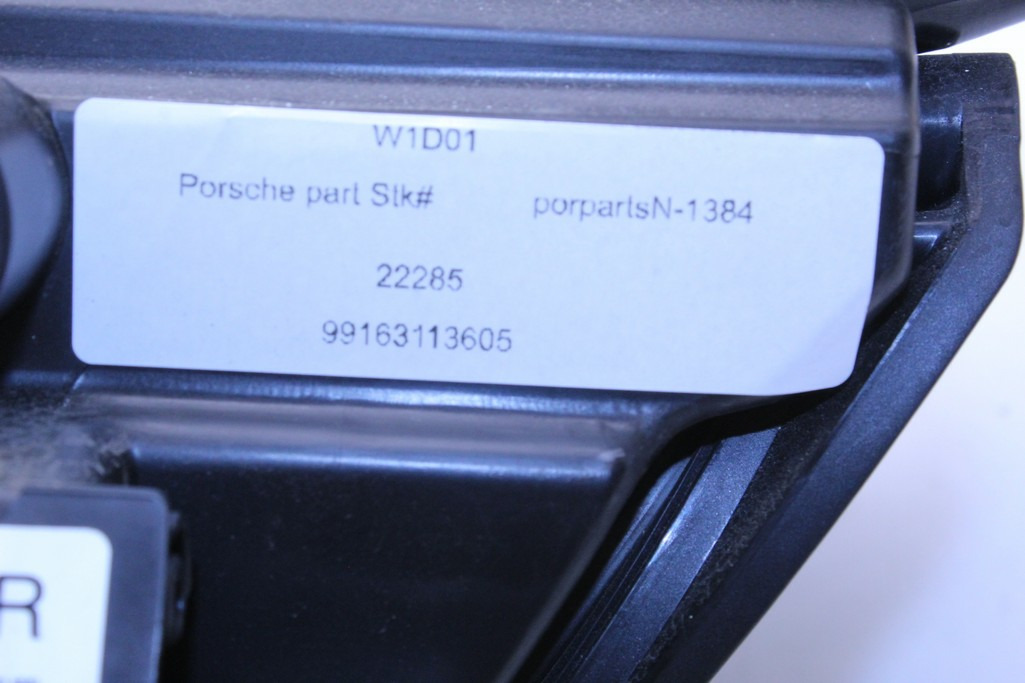 W1D01
Porsche part Stk# porpartsN-1384
22285
99163113605
R